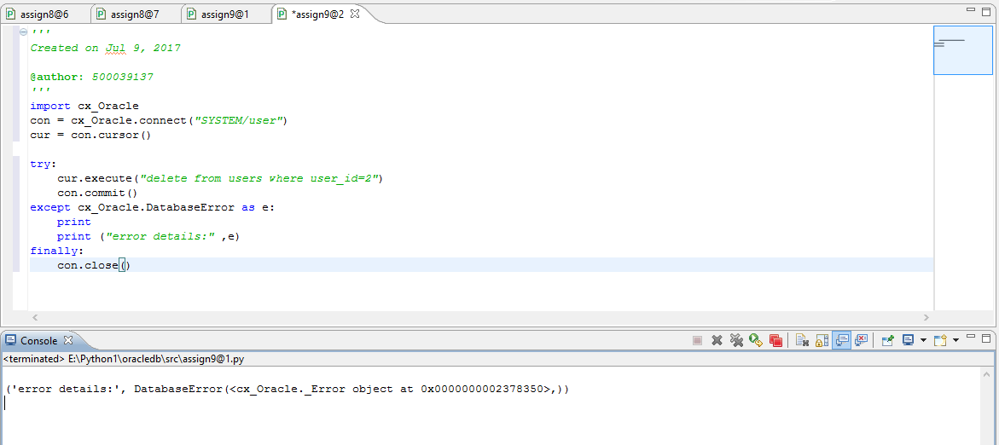 assign8@6 assign8@7 assign9@1 *assign9@2
'''
Created on Jul 9, 2017
@author: 500039137
'''
import cx_Oracle
con = cx_Oracle.connect("SYSTEM/user")
cur = con.cursor()
try:
    cur.execute("delete from users where user_id=2")
    con.commit()
except cx_Oracle.DatabaseError as e:
    print
    print ("error details:" ,e)
finally:
    con.close()
Console
<terminated> E:\Python1\oracledb\src\assign9@1.py
('error details:', DatabaseError(<cx_Oracle._Error object at 0x0000000002378350>,))